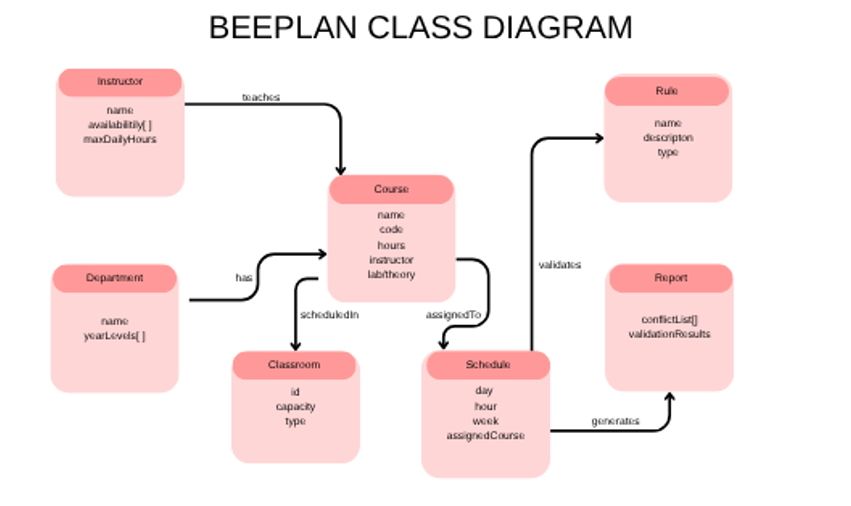 BEEPLAN CLASS DIAGRAM
Instructor
name
availabilitily[ ]
maxDailyHours
teaches
Rule
name
descripton
type
Course
name
code
hours
instructor
lab/theory
Department
name
yearLevels[ ]
has
scheduledIn
assignedTo
validates
Report
conflictList[]
validationResults
Classroom
id
capacity
type
Schedule
day
hour
week
assignedCourse
generates